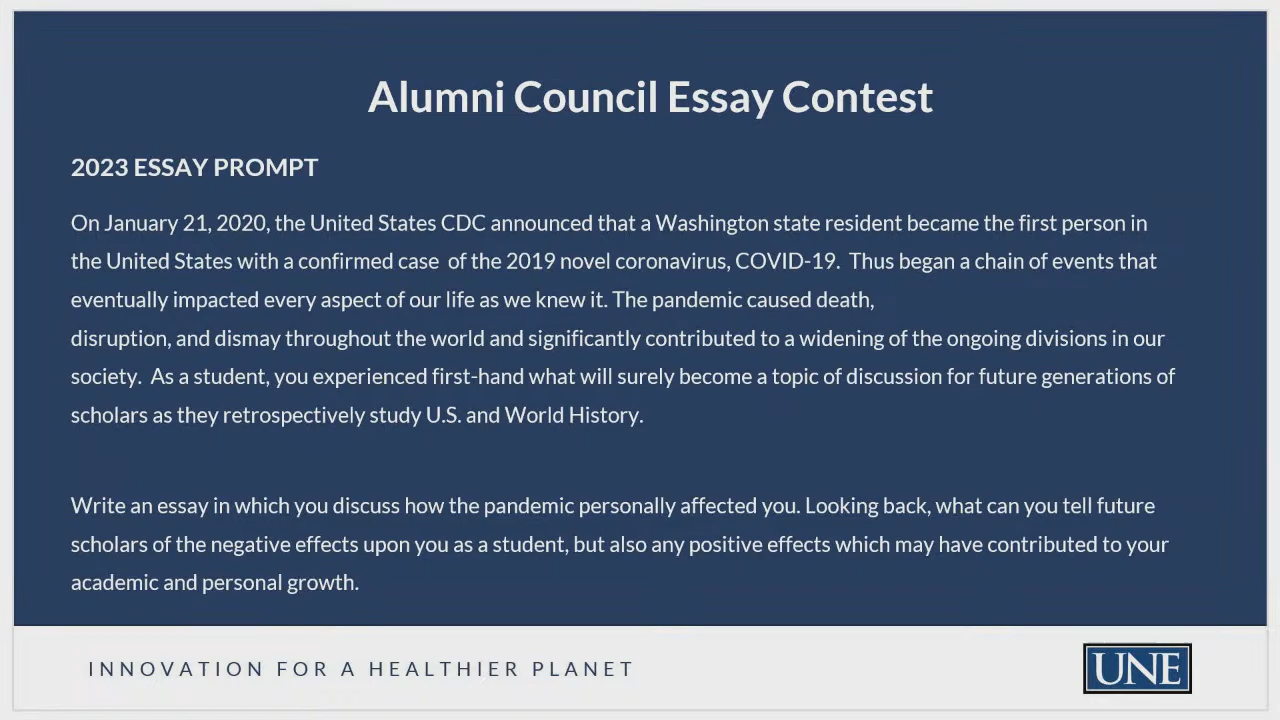 Alumni Council Essay Contest
2023 ESSAY PROMPT
On January 21, 2020, the United States CDC announced that a Washington state resident became the first person in
the United States with a confirmed case  of the 2019 novel coronavirus, COVID-19.  Thus began a chain of events that
eventually impacted every aspect of our life as we knew it. The pandemic caused death,
disruption, and dismay throughout the world and significantly contributed to a widening of the ongoing divisions in our
society.  As a student, you experienced first-hand what will surely become a topic of discussion for future generations of
scholars as they retrospectively study U.S. and World History.
Write an essay in which you discuss how the pandemic personally affected you. Looking back, what can you tell future
scholars of the negative effects upon you as a student, but also any positive effects which may have contributed to your
academic and personal growth.
INNOVATION FOR A HEALTHIER PLANET
UNE